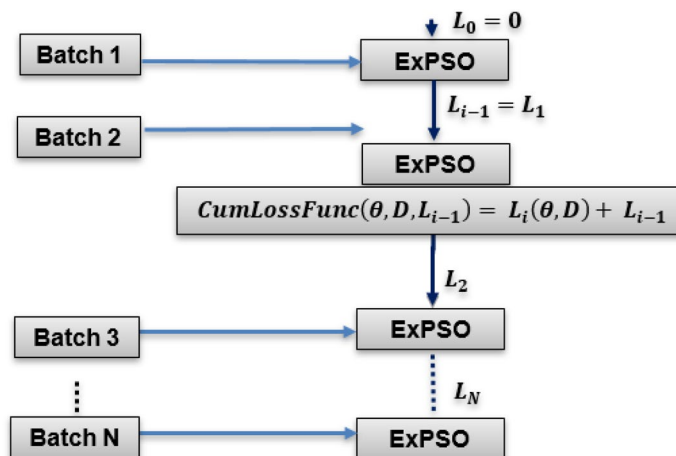 L₀ = 0
Batch 1
ExPSO
Lᵢ₋₁ = L₁
Batch 2
ExPSO
CumLossFunc(θ, D, Lᵢ₋₁) = Lᵢ(θ, D) + Lᵢ₋₁
L₂
Batch 3
ExPSO
L_N
Batch N
ExPSO